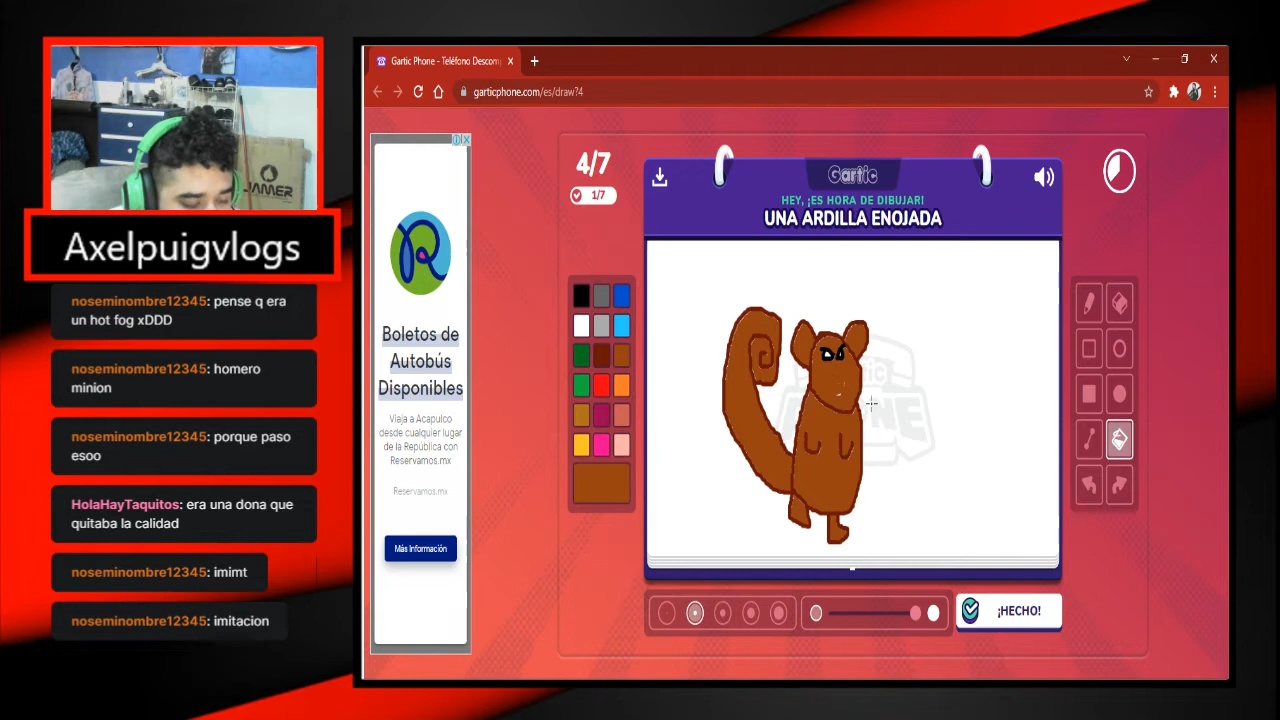 Gartic Phone - Teléfono Descom
garticphone.com/es/draw?4
JAMER
Axelpuigvlogs
noseminombre12345: pense q era
un hot fog xDDD
noseminombre12345: homero
minion
noseminombre12345: porque paso
esoo
HolaHayTaquitos: era una dona que
quitaba la calidad
noseminombre12345: imimt
noseminombre12345: imitacion
Boletos de
Autobús
Disponibles
Viaja a Acapulco
desde cualquier lugar
de la República con
Reservamos.mx
Reservamos.mx
Más Información
4/7
1/7
Gartic
HEY, ¡ES HORA DE DIBUJAR!
UNA ARDILLA ENOJADA
¡HECHO!